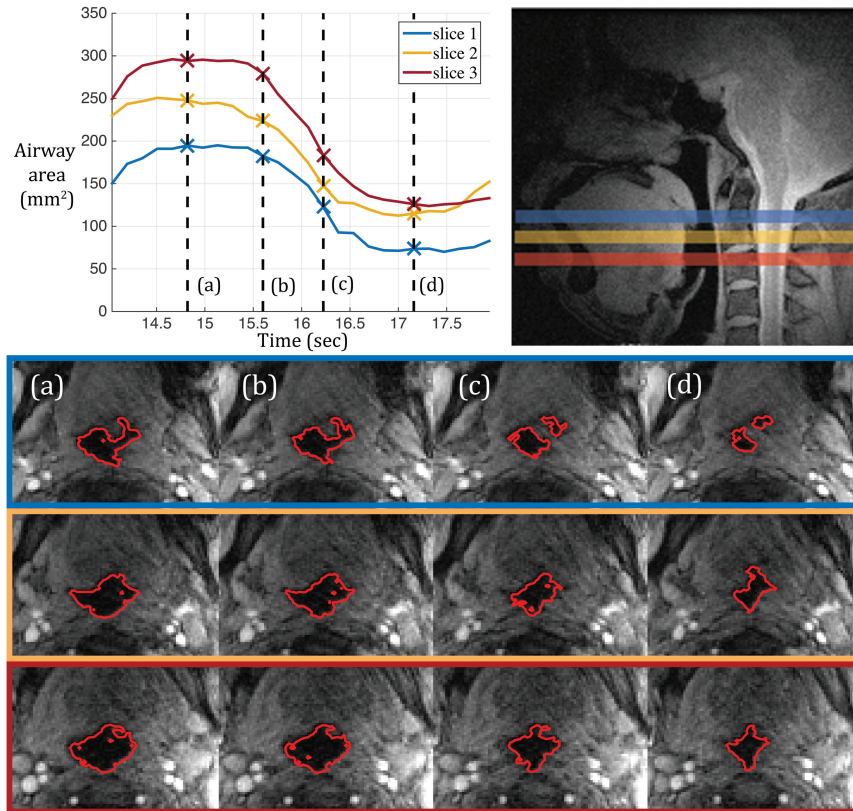 350
300
250
200
150
100
50
0
Airway
area
(mm²)
slice 1
slice 2
slice 3
(a)
(b)
(c)
(d)
14.5
15
15.5
16
16.5
17
17.5
Time (sec)
(a)
(b)
(c)
(d)